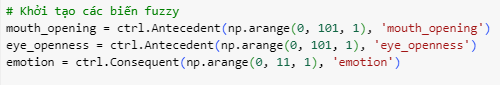 # Khởi tạo các biến fuzzy
mouth_opening = ctrl.Antecedent(np.arange(0, 101, 1), 'mouth_opening')
eye_openness = ctrl.Antecedent(np.arange(0, 101, 1), 'eye_openness')
emotion = ctrl.Consequent(np.arange(0, 11, 1), 'emotion')